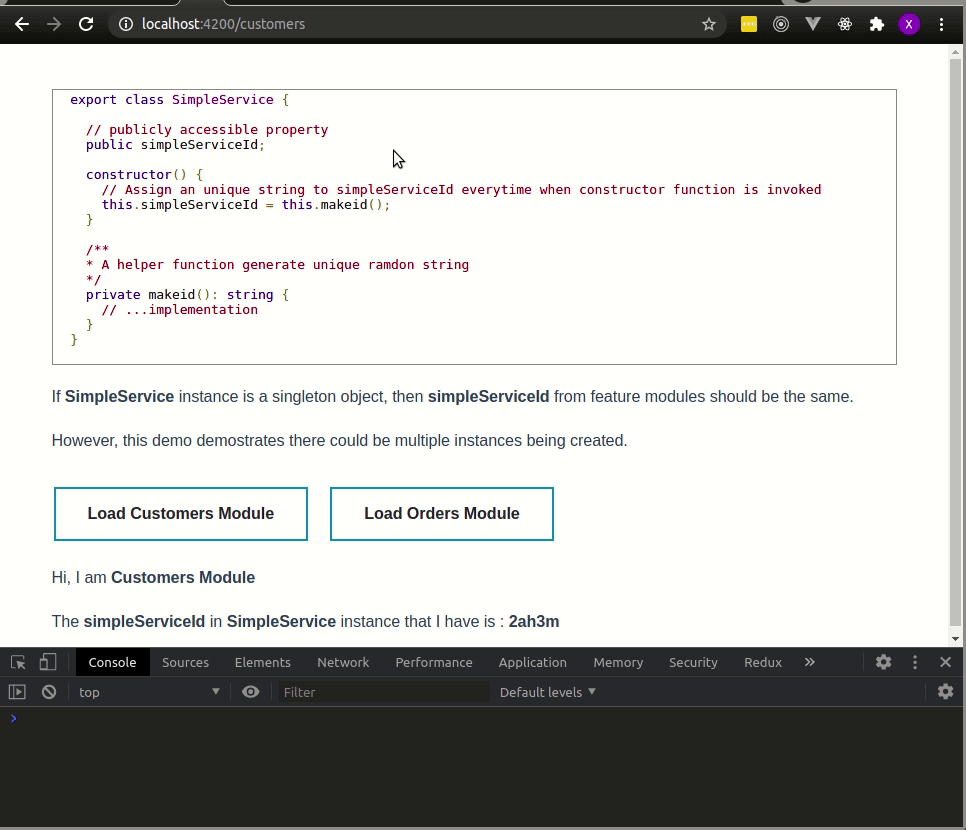 localhost:4200/customers
X
export class SimpleService {
// publicly accessible property
public simpleServiceId;
constructor() {
// Assign an unique string to simpleServiceId everytime when constructor function is invoked
this.simpleServiceId = this.makeid();
}
/**
* A helper function generate unique ramdon string
*/
private makeid(): string {
// ...implementation
}
}
If SimpleService instance is a singleton object, then simpleServiceId from feature modules should be the same.
However, this demo demostrates there could be multiple instances being created.
Load Customers Module Load Orders Module
Hi, I am Customers Module
The simpleServiceId in SimpleService instance that I have is : 2ah3m
Console Sources Elements Network Performance Application Memory Security Redux »
top Filter Default levels